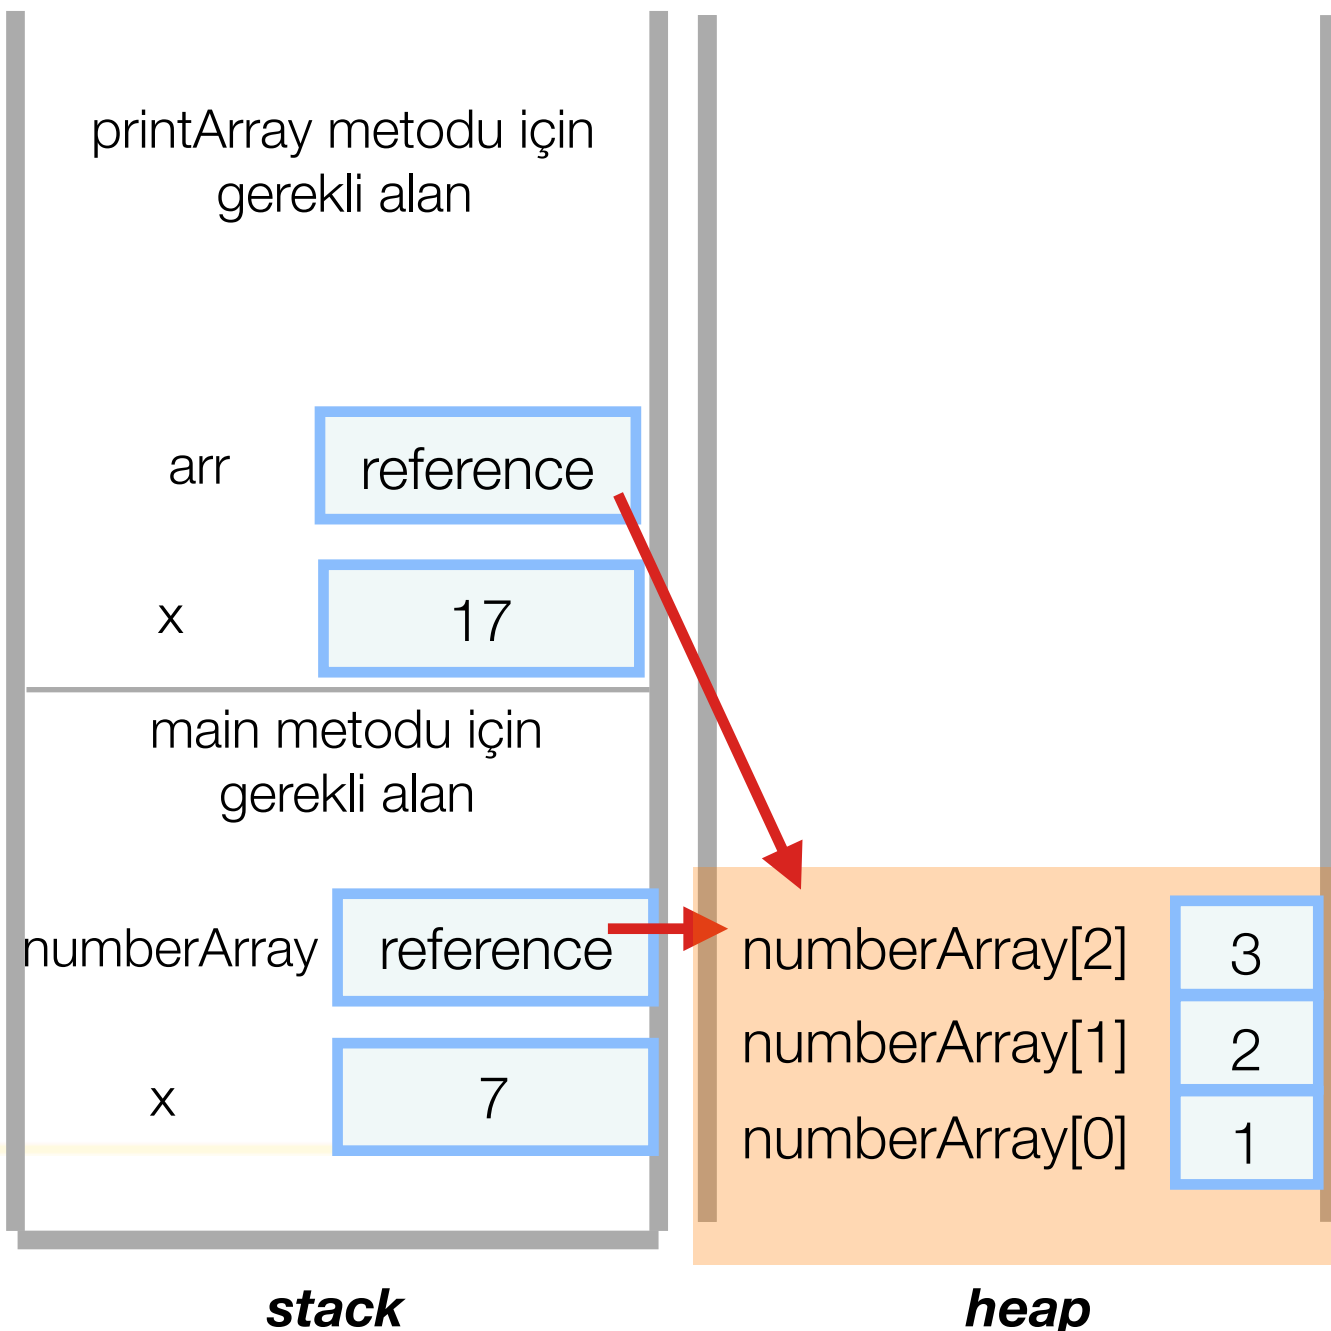 printArray metodu için
gerekli alan
arr reference
x 17
main metodu için
gerekli alan
numberArray reference
x 7
numberArray[2] 3
numberArray[1] 2
numberArray[0] 1
stack
heap